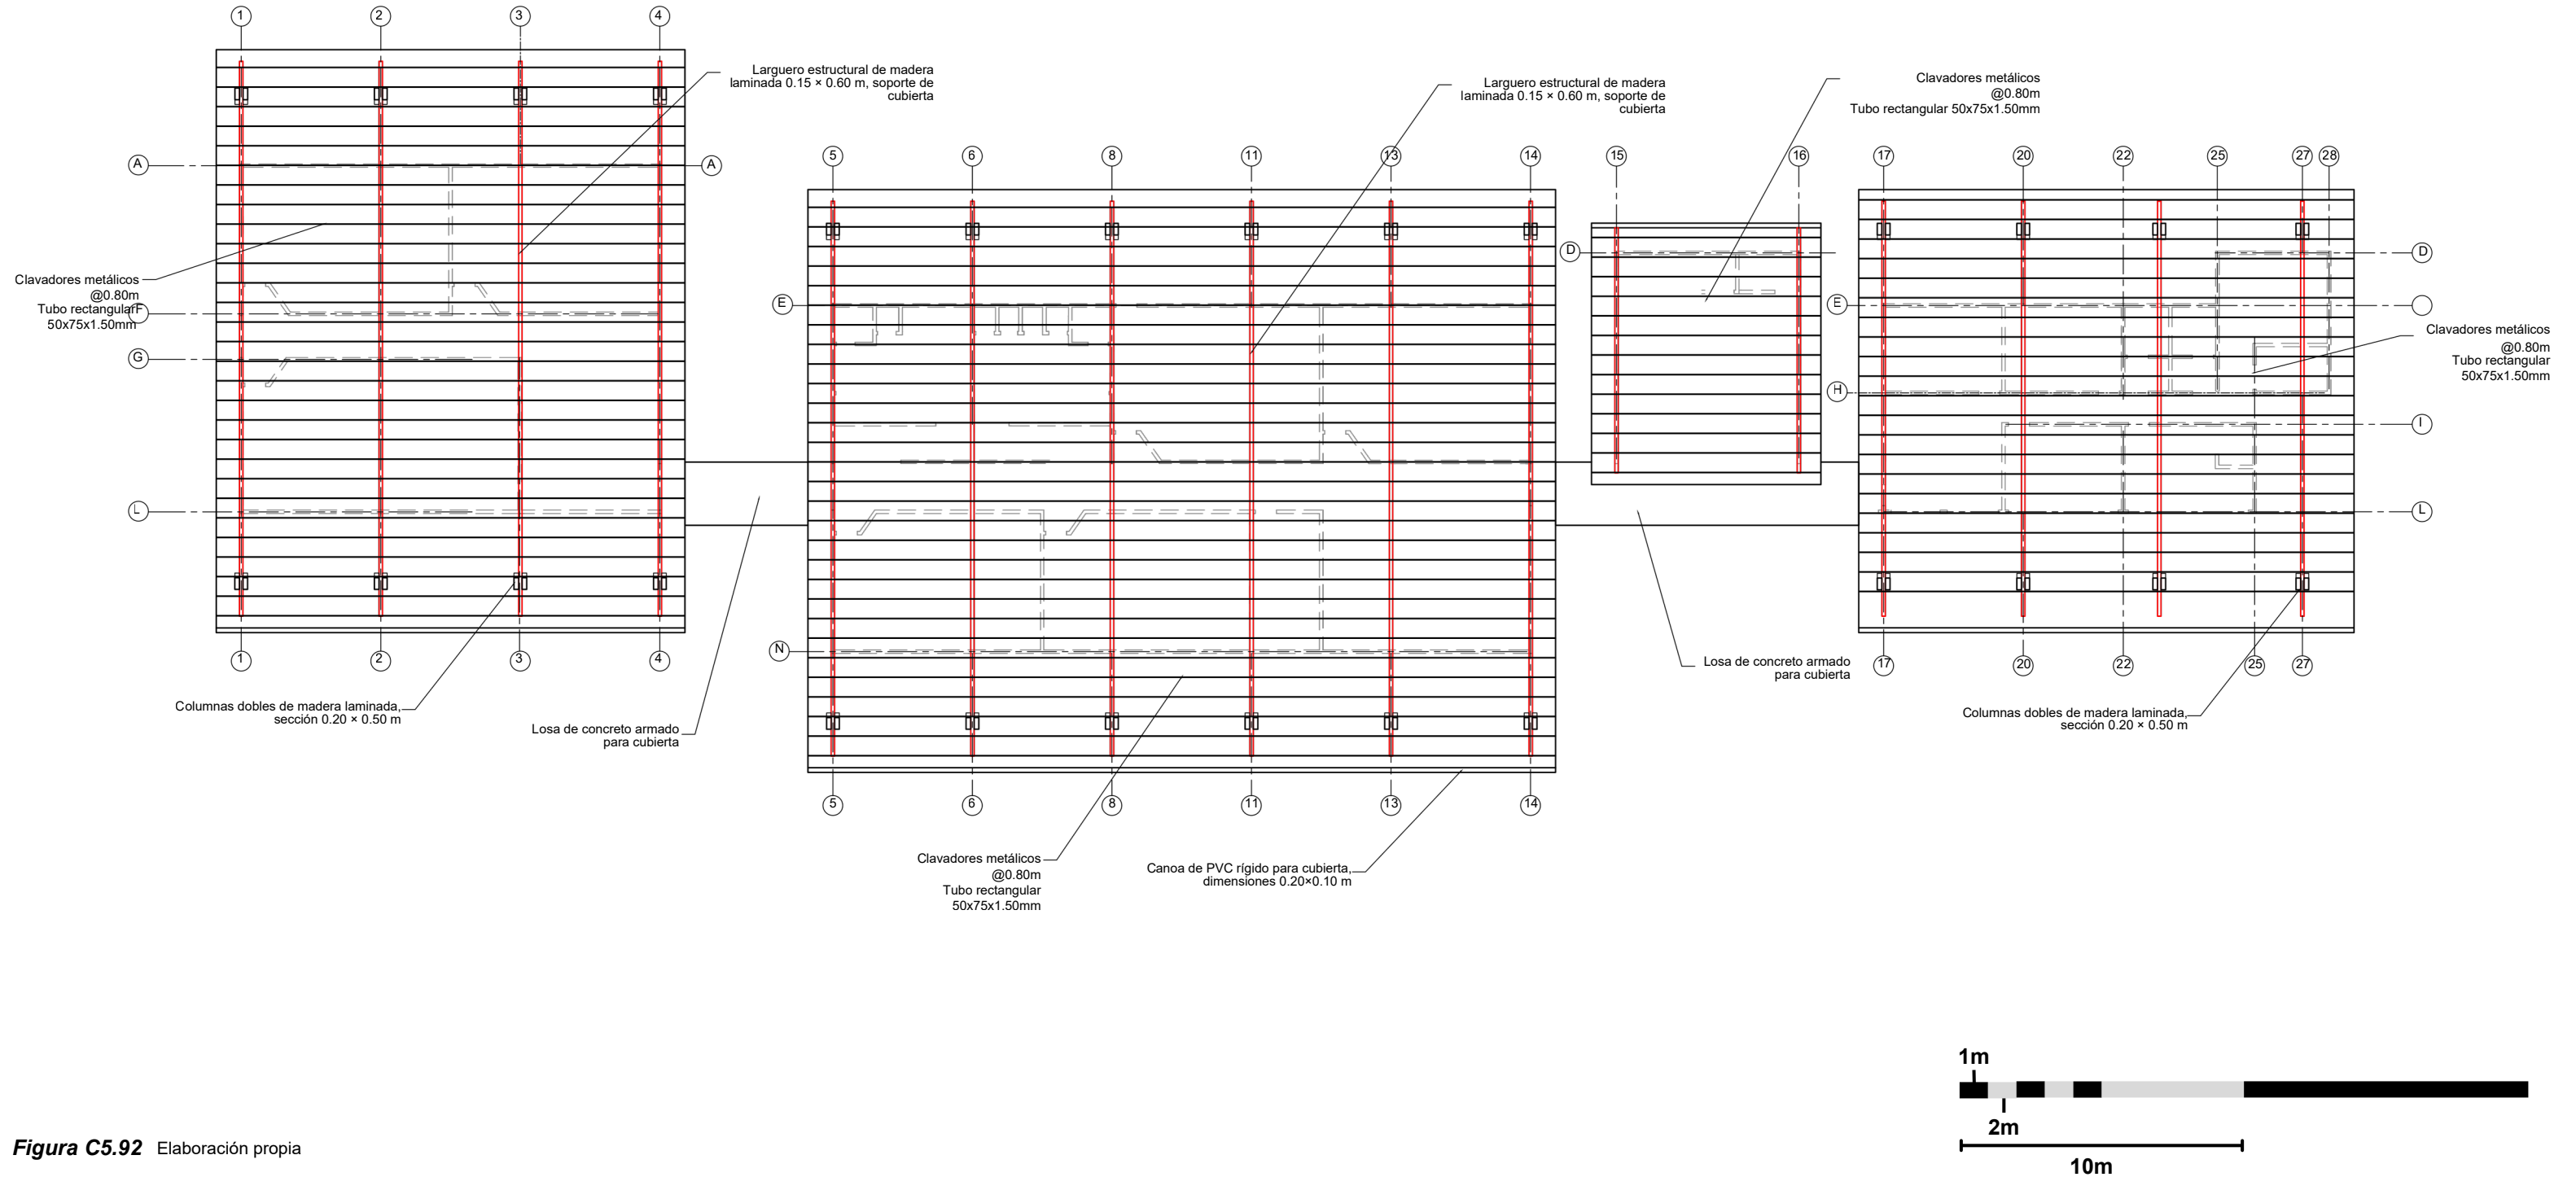 1 2 3 4
Larguero estructural de madera
laminada 0.15 × 0.60 m, soporte de
cubierta
Larguero estructural de madera
laminada 0.15 × 0.60 m, soporte de
cubierta
Clavadores metálicos
@0.80m
Tubo rectangular 50x75x1.50mm
A A
5 6 8 11 13 14 15 16 17 20 22 25 27 28
D D
Clavadores metálicos
@0.80m
Tubo rectangular
50x75x1.50mm
F
E E
G
Clavadores metálicos
@0.80m
Tubo rectangular
50x75x1.50mm
H
I
L L
N
1 2 3 4
17 20 22 25 27
Losa de concreto armado
para cubierta
Columnas dobles de madera laminada,
sección 0.20 × 0.50 m
Losa de concreto armado
para cubierta
Columnas dobles de madera laminada,
sección 0.20 × 0.50 m
5 6 8 11 13 14
Clavadores metálicos
@0.80m
Tubo rectangular
50x75x1.50mm
Canoa de PVC rígido para cubierta,
dimensiones 0.20×0.10 m
1m
2m
10m
Figura C5.92 Elaboración propia